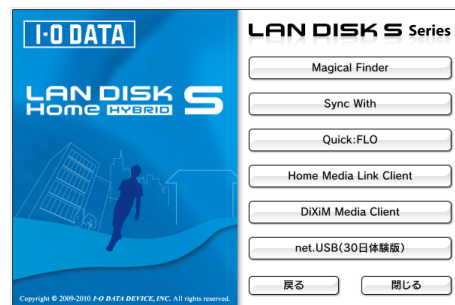 I-O DATA
LAN DISK S
Home HYBRID
Copyright © 2009-2010 I-O DATA DEVICE, INC. All rights reserved.
LAN DISK S Series
Magical Finder
Sync With
Quick:FLO
Home Media Link Client
DiXiM Media Client
net.USB(30日体験版)
戻る
閉じる